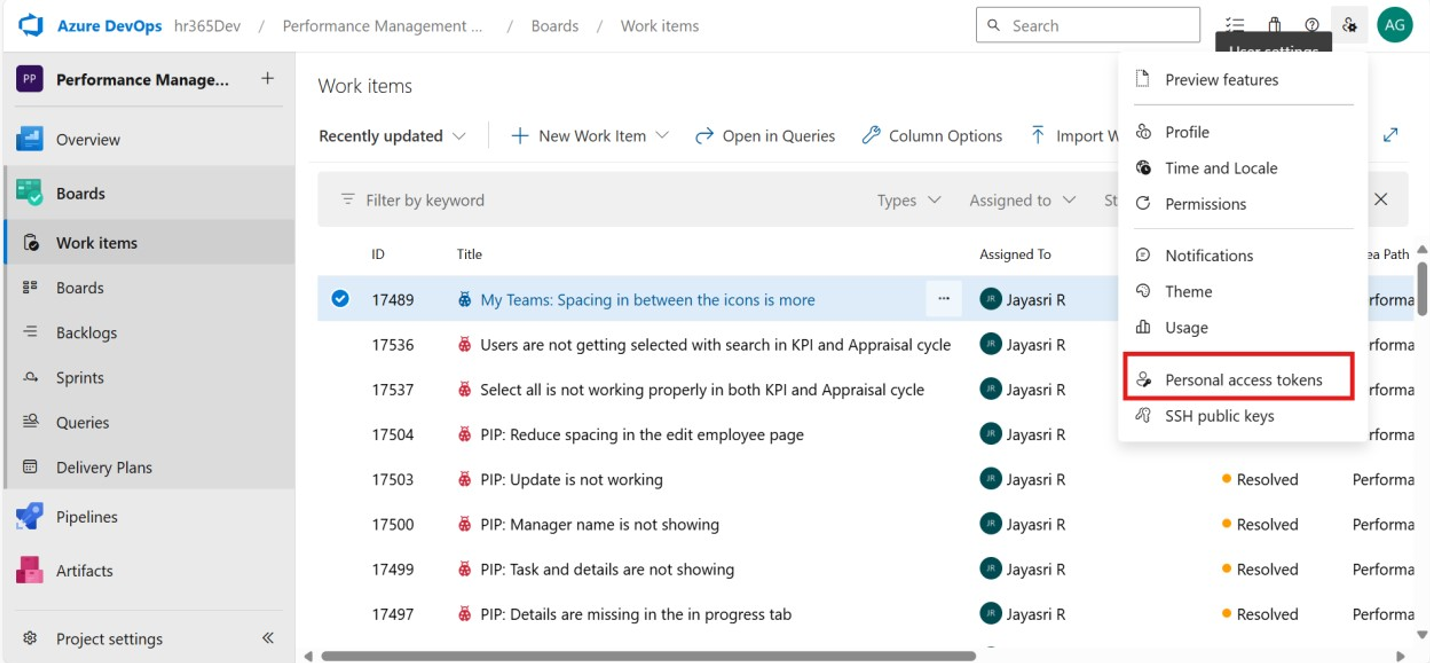 Azure DevOps hr365Dev / Performance Management ... / Boards / Work items
Search
AG
User settings
PP Performance Manage... +
Overview
Boards
Work items
Boards
Backlogs
Sprints
Queries
Delivery Plans
Pipelines
Artifacts
Project settings
Work items
Recently updated
New Work Item
Open in Queries
Column Options
Import W
Filter by keyword
Types
Assigned to
St
ID Title Assigned To ea Path
17489 My Teams: Spacing in between the icons is more ... JR Jayasri R Performa
17536 Users are not getting selected with search in KPI and Appraisal cycle JR Jayasri R rforma
17537 Select all is not working properly in both KPI and Appraisal cycle JR Jayasri R rforma
17504 PIP: Reduce spacing in the edit employee page JR Jayasri R rforma
17503 PIP: Update is not working JR Jayasri R Resolved Performa
17500 PIP: Manager name is not showing JR Jayasri R Resolved Performa
17499 PIP: Task and details are not showing JR Jayasri R Resolved Performa
17497 PIP: Details are missing in the in progress tab JR Jayasri R Resolved Performa
Preview features
Profile
Time and Locale
Permissions
Notifications
Theme
Usage
Personal access tokens
SSH public keys